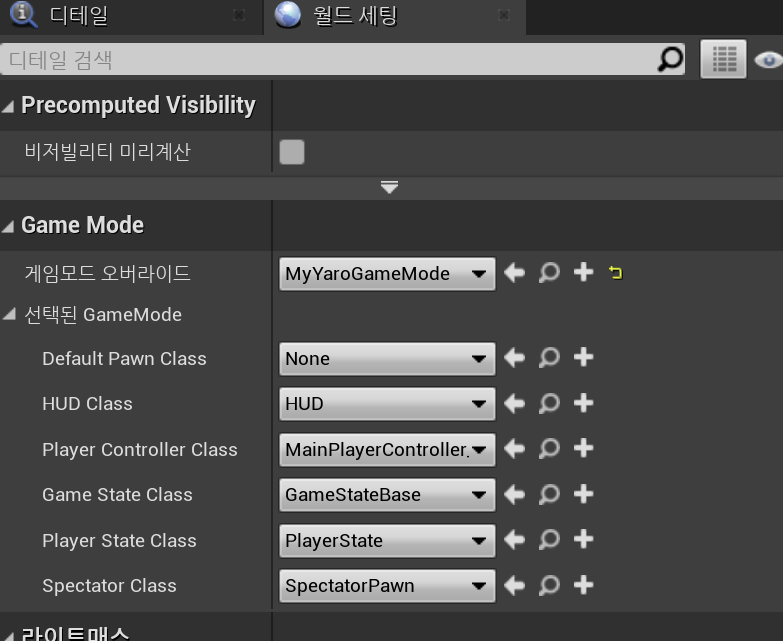 디테일
월드 세팅
디테일 검색
Precomputed Visibility
비저빌리티 미리계산
Game Mode
게임모드 오버라이드
MyYaroGameMode
선택된 GameMode
Default Pawn Class
None
HUD Class
HUD
Player Controller Class
MainPlayerController_
Game State Class
GameStateBase
Player State Class
PlayerState
Spectator Class
SpectatorPawn
라이트매스